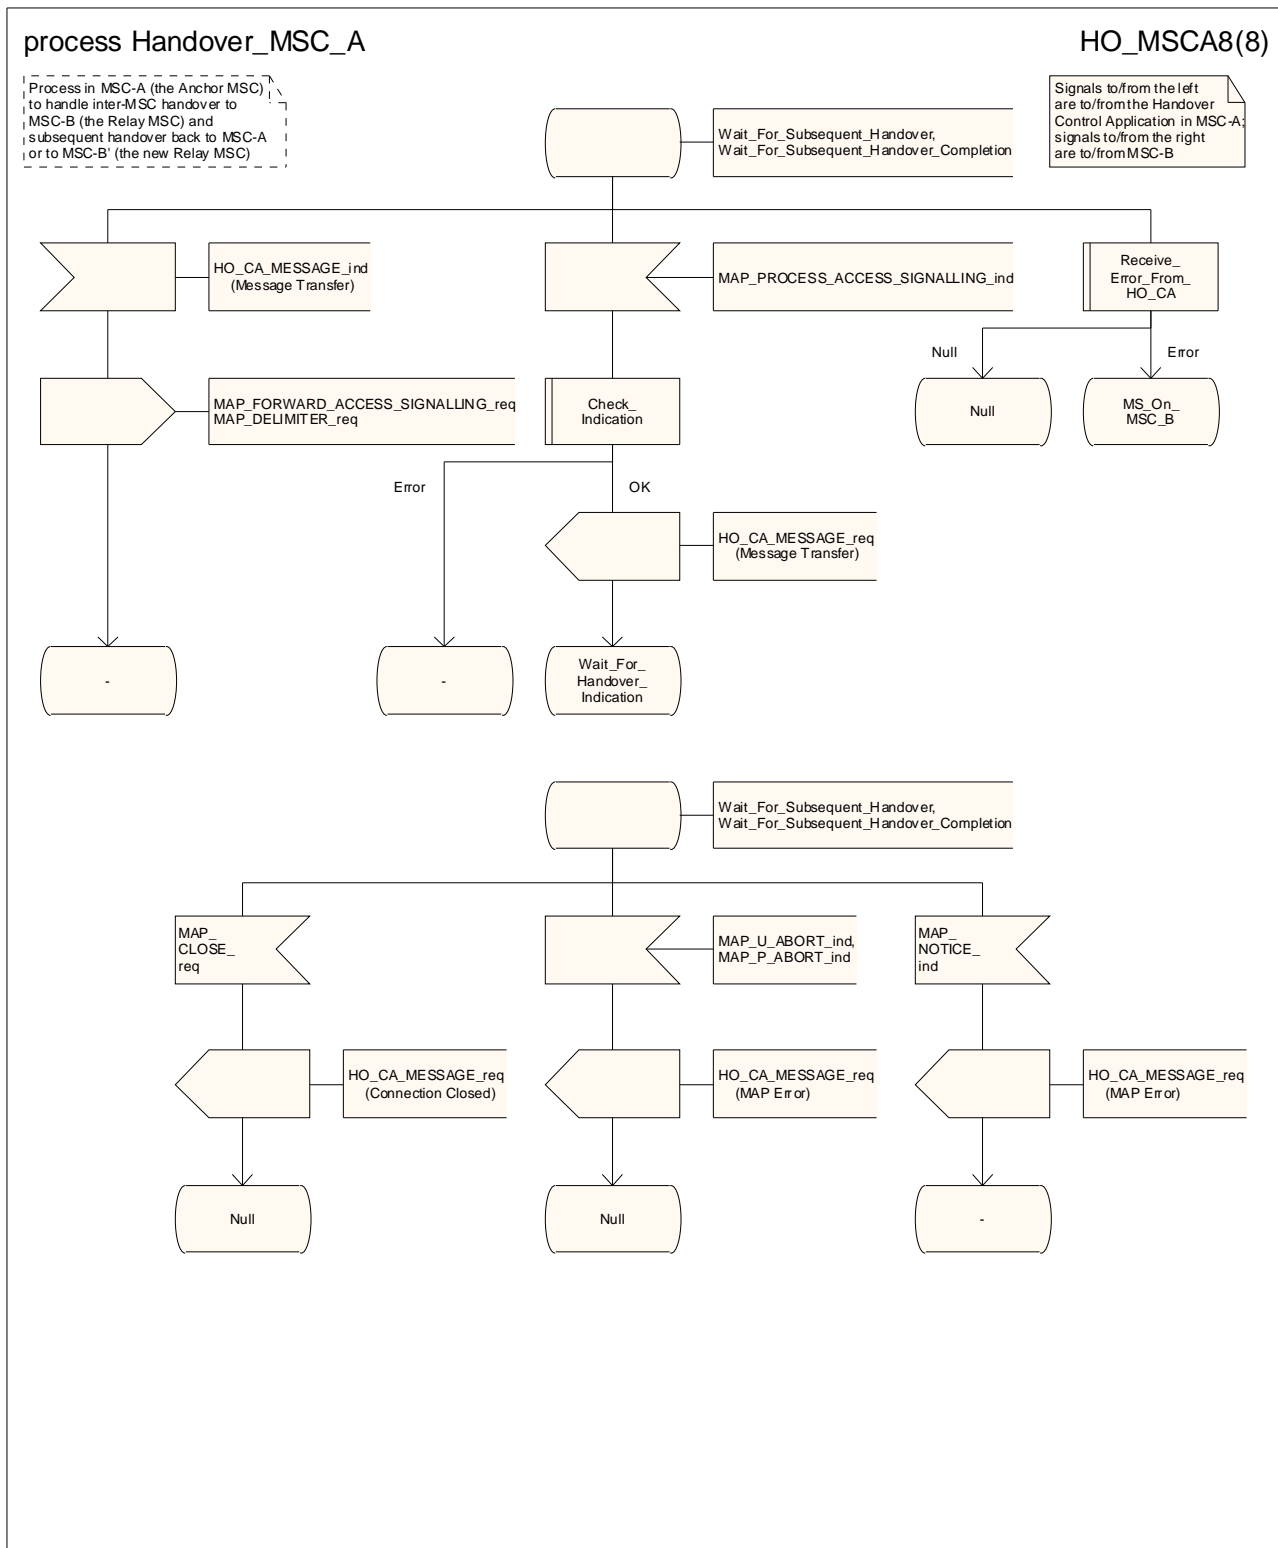 process Handover_MSC_A
HO_MSCA8(8)
Process in MSC-A (the Anchor MSC)
to handle inter-MSC handover to
MSC-B (the Relay MSC) and
subsequent handover back to MSC-A
or to MSC-B' (the new Relay MSC)
Signals to/from the left
are to/from the Handover
Control Application in MSC-A;
signals to/from the right
are to/from MSC-B
Wait_For_Subsequent_Handover,
Wait_For_Subsequent_Handover_Completion
HO_CA_MESSAGE_ind
(Message Transfer)
MAP_PROCESS_ACCESS_SIGNALLING_ind
Receive_
Error_From_
HO_CA
Null
Error
MAP_FORWARD_ACCESS_SIGNALLING_req
MAP_DELIMITER_req
Check_
Indication
Null
MS_On_
MSC_B
Error
OK
HO_CA_MESSAGE_req
(Message Transfer)
-
-
Wait_For_
Handover_
Indication
Wait_For_Subsequent_Handover,
Wait_For_Subsequent_Handover_Completion
MAP_
CLOSE_
req
MAP_U_ABORT_ind,
MAP_P_ABORT_ind
MAP_
NOTICE_
ind
HO_CA_MESSAGE_req
(Connection Closed)
HO_CA_MESSAGE_req
(MAP Error)
HO_CA_MESSAGE_req
(MAP Error)
Null
Null
-